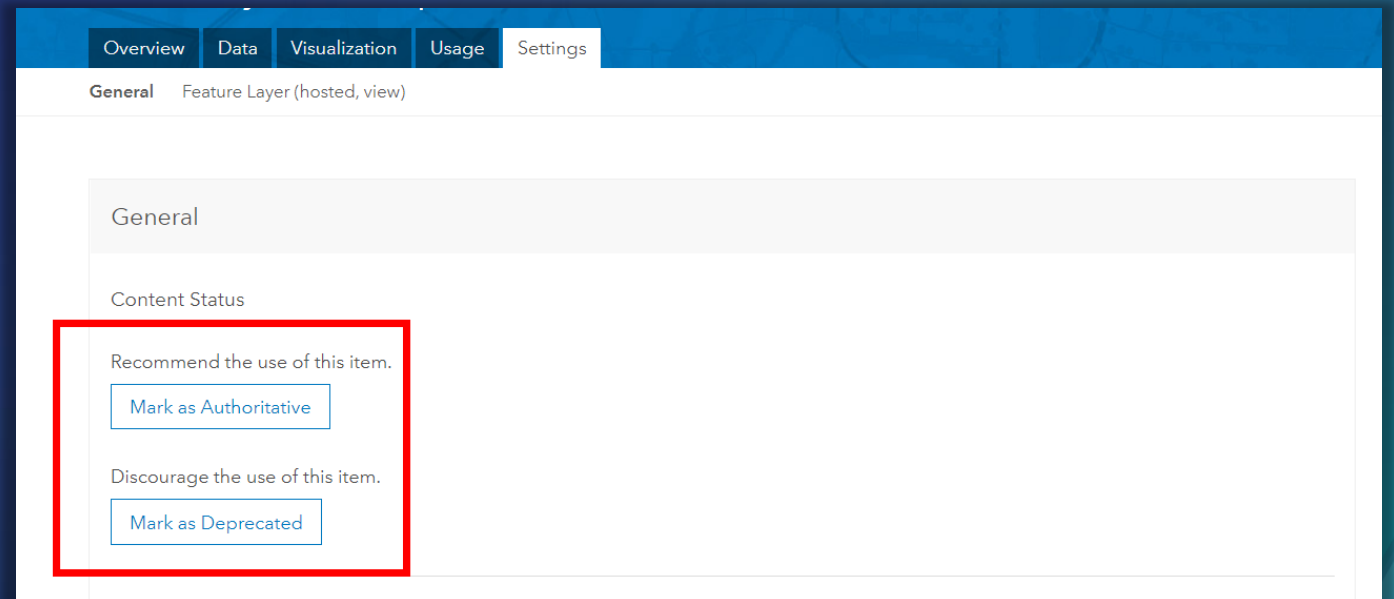 Overview Data Visualization Usage Settings
General Feature Layer (hosted, view)
General
Content Status
Recommend the use of this item.
Mark as Authoritative
Discourage the use of this item.
Mark as Deprecated